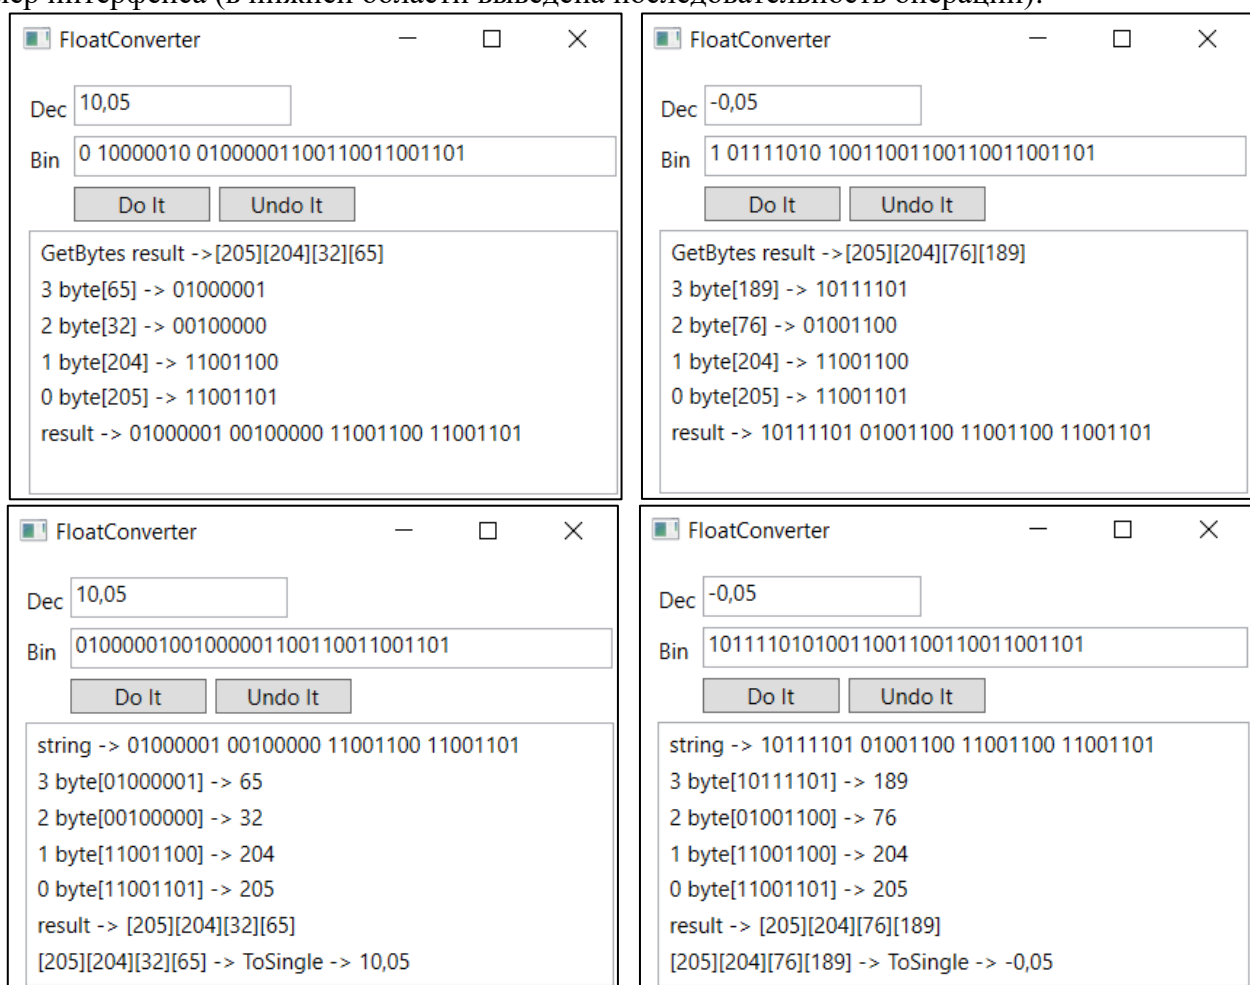 мер интерфейса (в нижней области выведена последовательность операций):
FloatConverter
Dec 10,05
Bin 0 10000010 01000001100110011001101
Do It Undo It
GetBytes result ->[205][204][32][65]
3 byte[65] -> 01000001
2 byte[32] -> 00100000
1 byte[204] -> 11001100
0 byte[205] -> 11001101
result -> 01000001 00100000 11001100 11001101
FloatConverter
Dec -0,05
Bin 1 01111010 10011001100110011001101
Do It Undo It
GetBytes result ->[205][204][76][189]
3 byte[189] -> 10111101
2 byte[76] -> 01001100
1 byte[204] -> 11001100
0 byte[205] -> 11001101
result -> 10111101 01001100 11001100 11001101
FloatConverter
Dec 10,05
Bin 01000001001000001100110011001101
Do It Undo It
string -> 01000001 00100000 11001100 11001101
3 byte[01000001] -> 65
2 byte[00100000] -> 32
1 byte[11001100] -> 204
0 byte[11001101] -> 205
result -> [205][204][32][65]
[205][204][32][65] -> ToSingle -> 10,05
FloatConverter
Dec -0,05
Bin 10111101010011001100110011001101
Do It Undo It
string -> 10111101 01001100 11001100 11001101
3 byte[10111101] -> 189
2 byte[01001100] -> 76
1 byte[11001100] -> 204
0 byte[11001101] -> 205
result -> [205][204][76][189]
[205][204][76][189] -> ToSingle -> -0,05